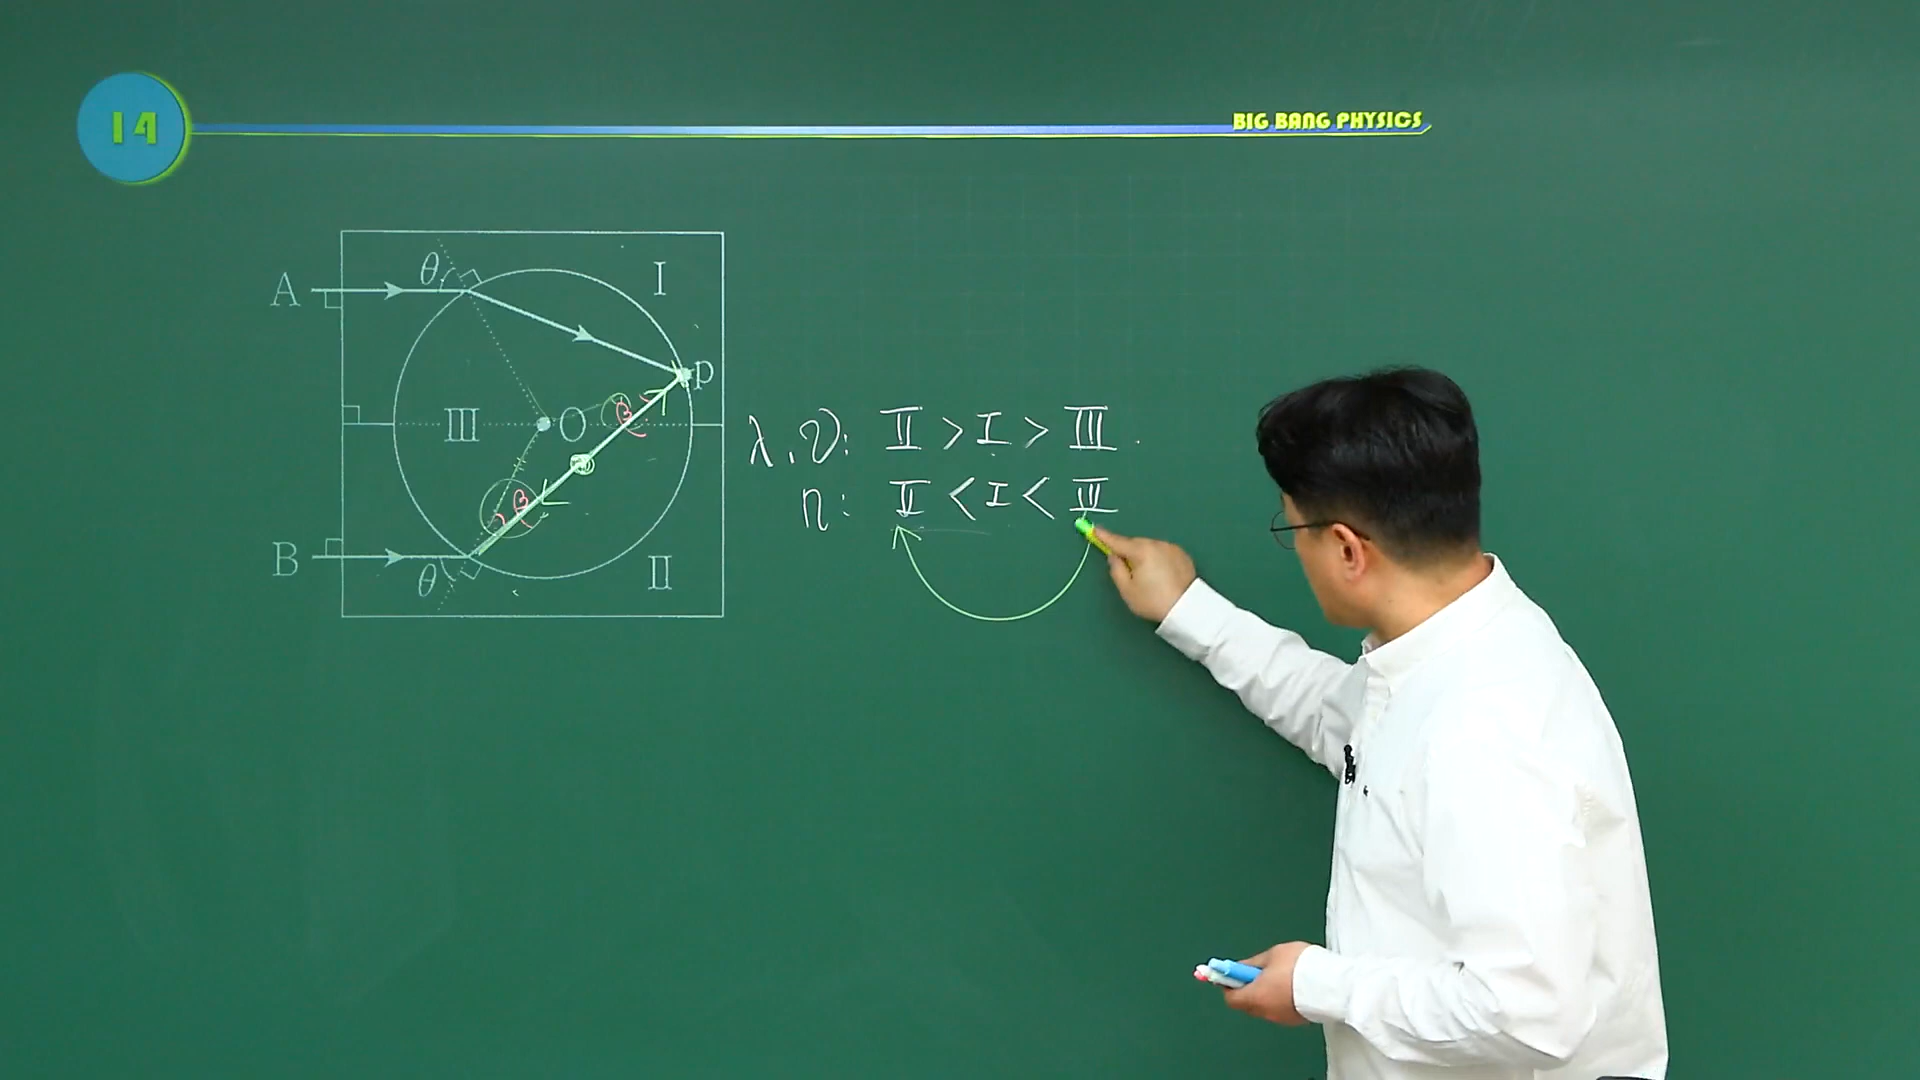 14
BIG BANG PHYSICS
θ
I
A
P
III
O
β
β
B
θ
II
λ, v: II > I > III
n: II < I < III